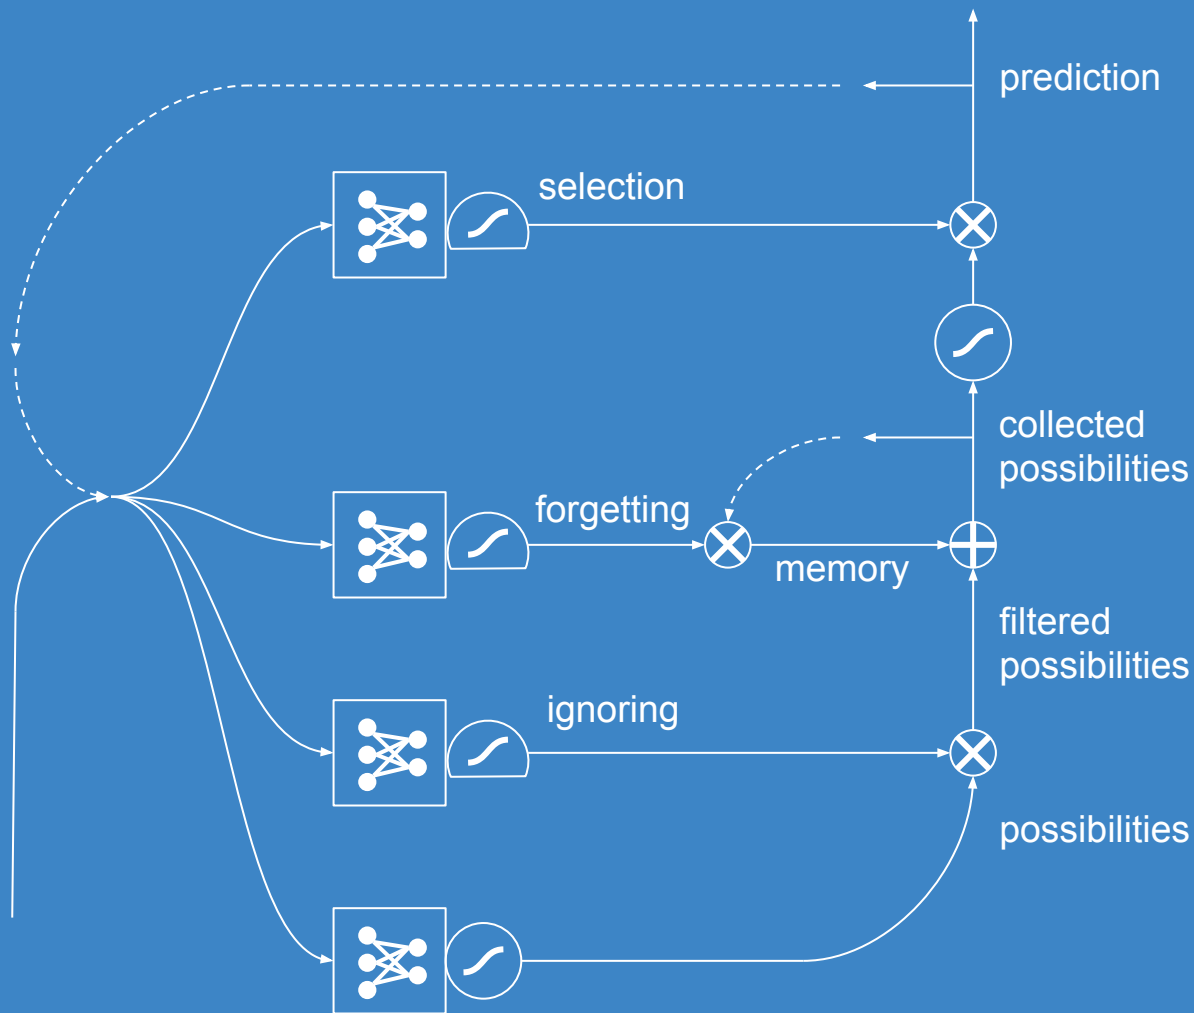 prediction
selection
collected
possibilities
forgetting
memory
filtered
possibilities
ignoring
possibilities